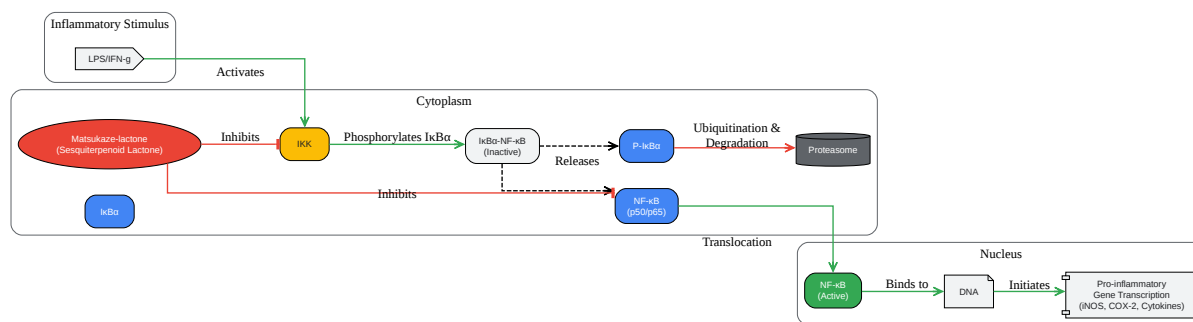 Inflammatory Stimulus
LPS/IFN-g
Activates
Cytoplasm
Matsukaze-lactone
(Sesquiterpenoid Lactone)
Inhibits
IKK
Phosphorylates IκBα
IκBα-NF-κB
(Inactive)
Releases
P-IκBα
Ubiquitination &
Degradation
Proteasome
Inhibits
IκBα
NF-κB
(p50/p65)
Translocation
Nucleus
NF-κB
(Active)
Binds to
DNA
Initiates
Pro-inflammatory
Gene Transcription
(iNOS, COX-2, Cytokines)